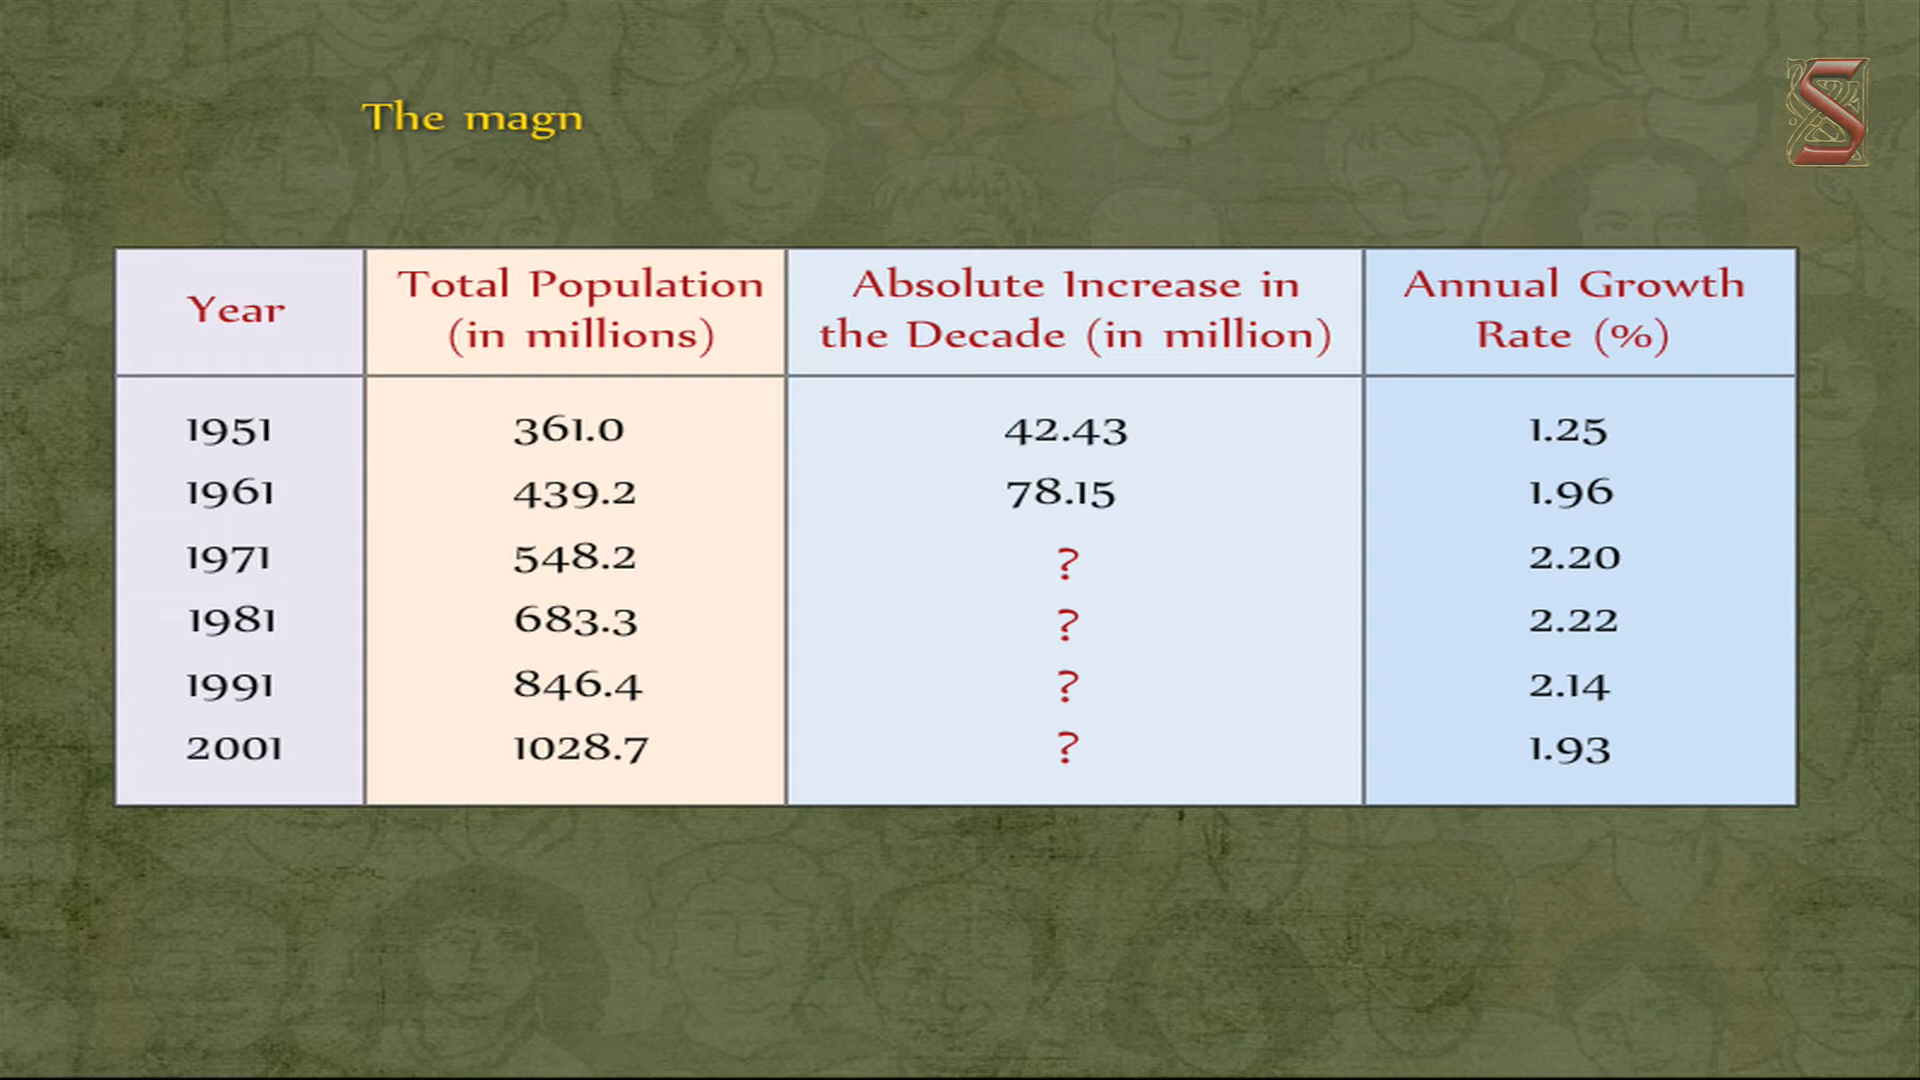 The magn
S
Year
Total Population
(in millions)
Absolute Increase in
the Decade (in million)
Annual Growth
Rate (%)
1951 361.0 42.43 1.25
1961 439.2 78.15 1.96
1971 548.2 ? 2.20
1981 683.3 ? 2.22
1991 846.4 ? 2.14
2001 1028.7 ? 1.93